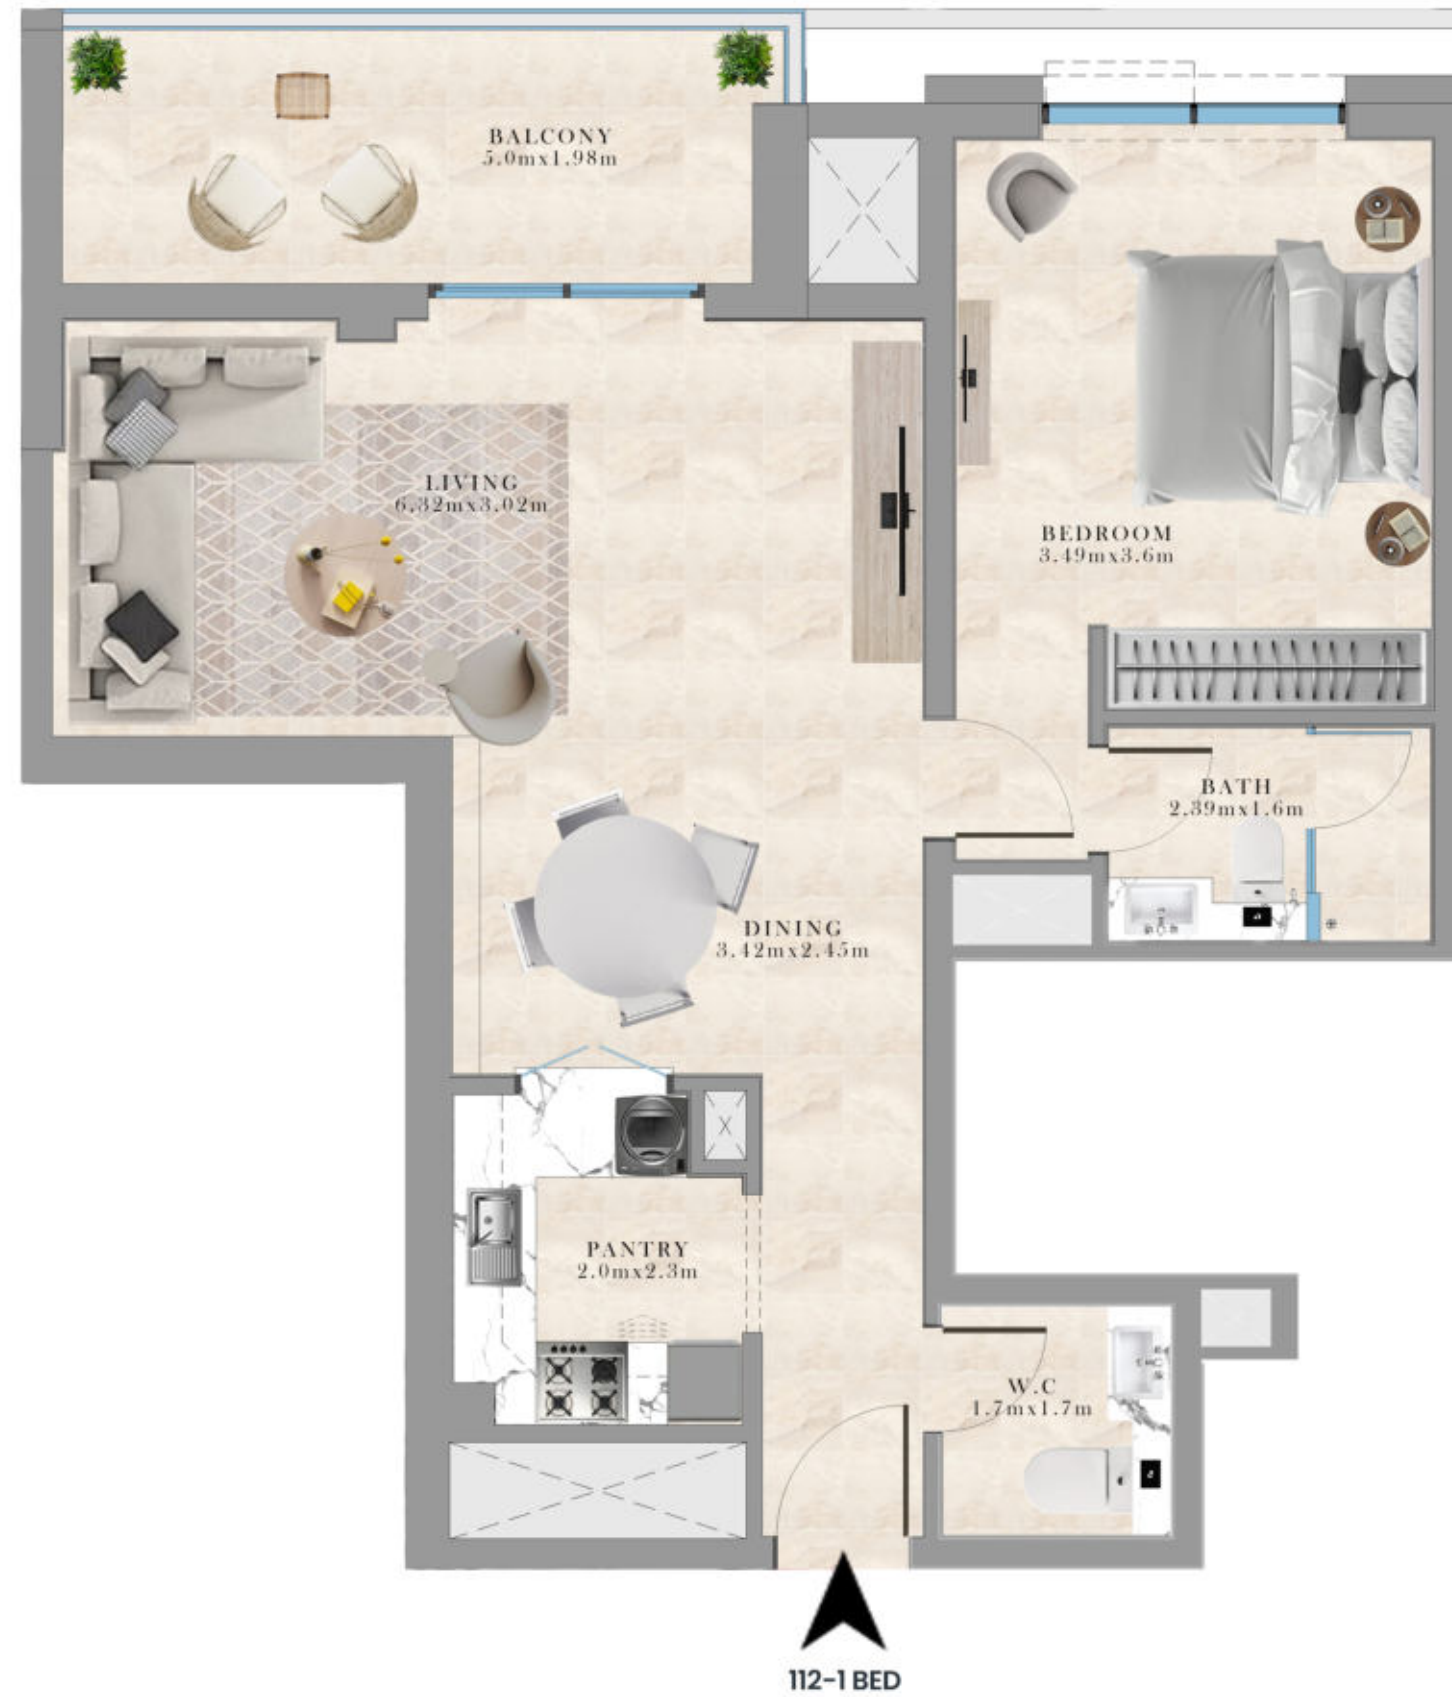 BALCONY
5.0mx1.98m
LIVING
6.32mx3.02m
BEDROOM
3.49mx3.6m
BATH
2.39mx1.6m
DINING
3.42mx2.45m
PANTRY
2.0mx2.3m
W.C
1.7mx1.7m
112-1 BED